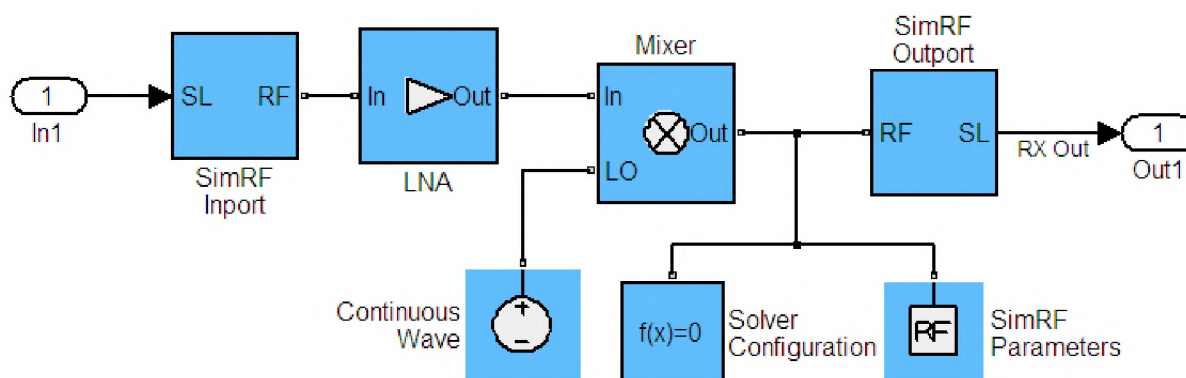 1
In1
SL RF
SimRF
Inport
In Out
LNA
Mixer
In
Out
LO
SimRF
Outport
RF SL
RX Out
1
Out1
Continuous
Wave
f(x)=0
Solver
Configuration
RF
SimRF
Parameters